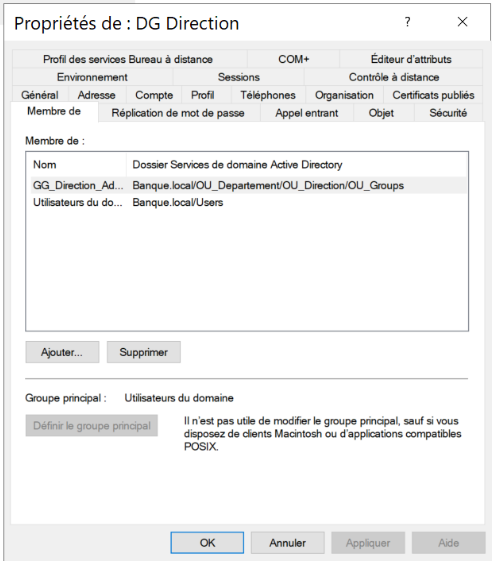 Propriétés de : DG Direction ? ×
Profil des services Bureau à distance COM+ Éditeur d'attributs
Environnement Sessions Contrôle à distance
Général Adresse Compte Profil Téléphones Organisation Certificats publiés
Membre de Réplication de mot de passe Appel entrant Objet Sécurité
Membre de :
Nom Dossier Services de domaine Active Directory
GG_Direction_Ad... Banque.local/OU_Departement/OU_Direction/OU_Groups
Utilisateurs du do... Banque.local/Users
Ajouter... Supprimer
Groupe principal : Utilisateurs du domaine
Définir le groupe principal
Il n'est pas utile de modifier le groupe principal, sauf si vous
disposez de clients Macintosh ou d'applications compatibles
POSIX.
OK Annuler Appliquer Aide